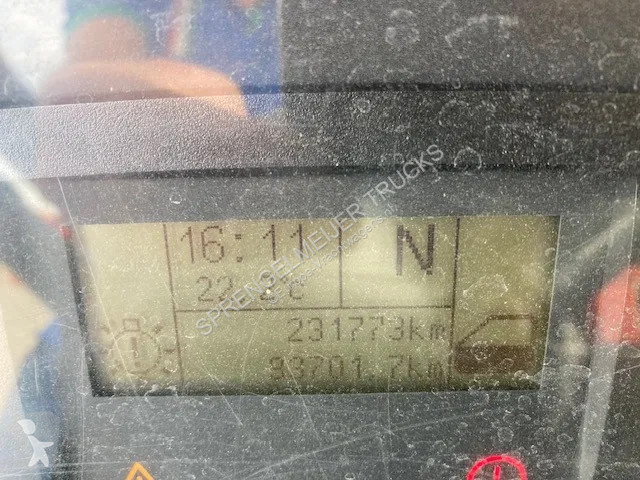 16:11
N
231773km
93701.7km
SPRENGE MEIJER TRUCKS